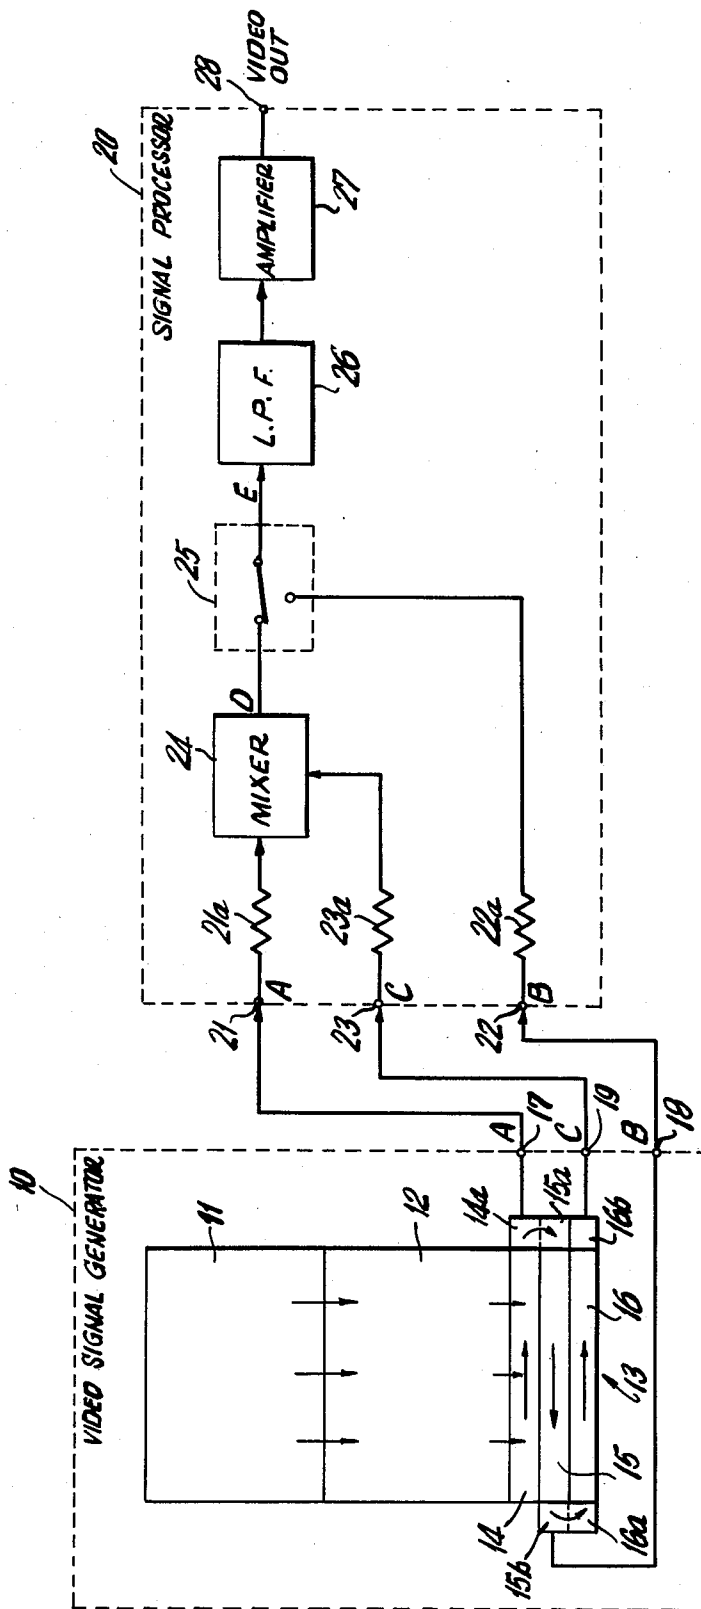 10
VIDEO SIGNAL GENERATOR
11
12
14
14a
15a
15
15b
16
16a
16b
13
A
17
C
19
B
18
20
SIGNAL PROCESSOR
21
A
21a
23
C
23a
22
B
22a
24
MIXER
D
25
E
L.P.F.
26
AMPLIFIER
27
28
VIDEO
OUT